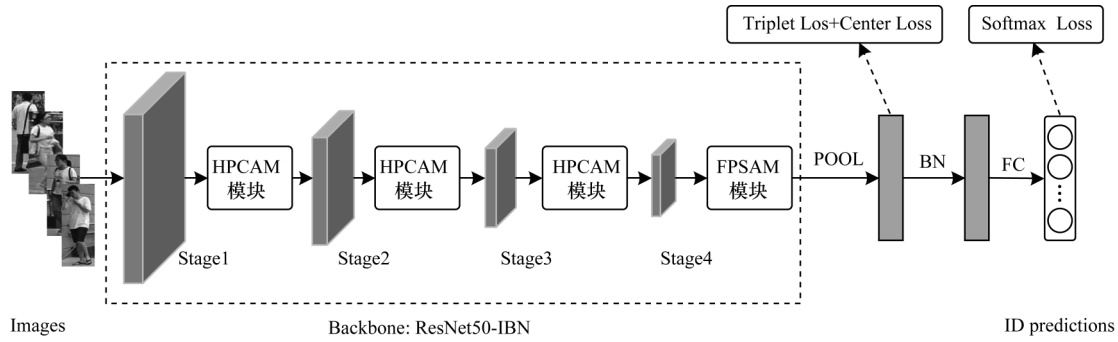 Triplet Los+Center Loss
Softmax Loss
HPCAM
模块
HPCAM
模块
HPCAM
模块
FPSAM
模块
POOL
BN
FC
Stage1
Stage2
Stage3
Stage4
Images
Backbone: ResNet50-IBN
ID predictions